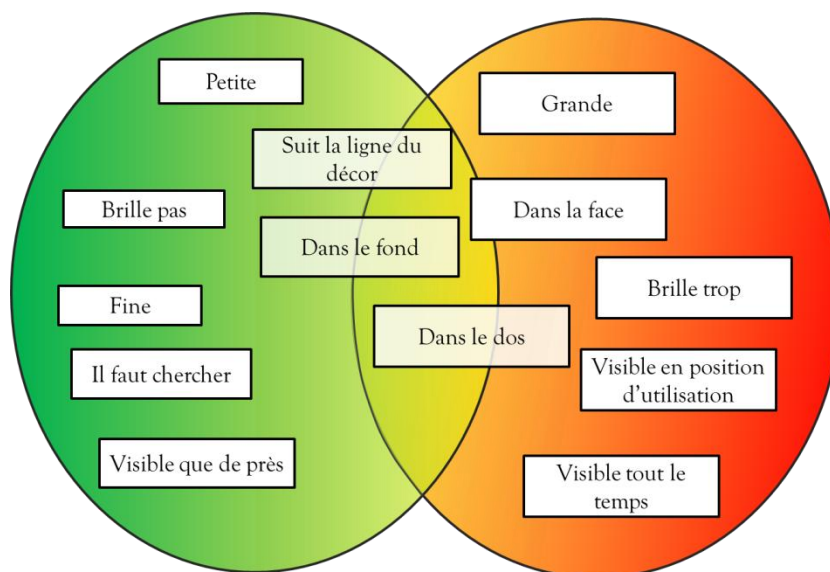 Petite
Grande
Suit la ligne du
décor
Brille pas
Dans la face
Dans le fond
Brille trop
Fine
Dans le dos
Il faut chercher
Visible en position
d'utilisation
Visible que de près
Visible tout le
temps